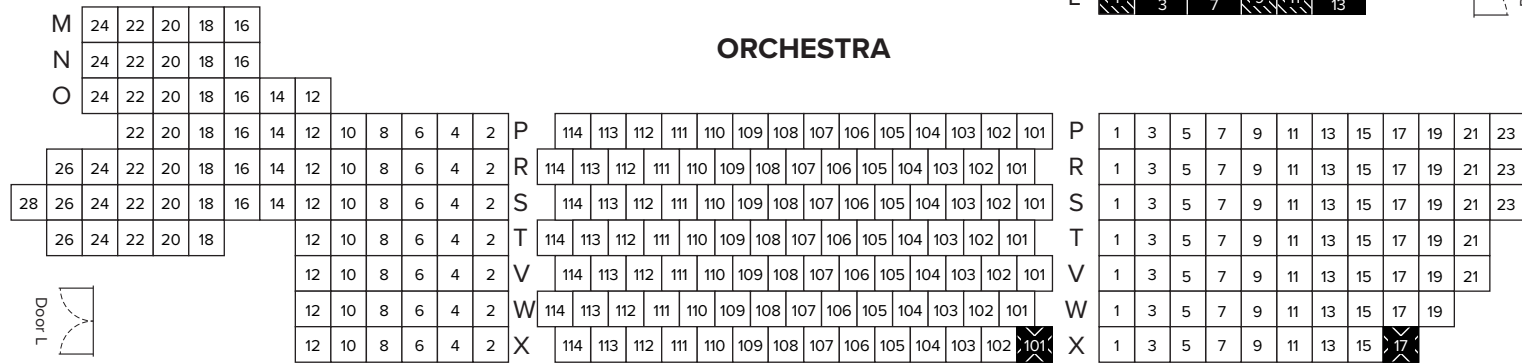 L 3 7 13
M 24 22 20 18 16
ORCHESTRA
N 24 22 20 18 16
O 24 22 20 18 16 14 12
22 20 18 16 14 12 10 8 6 4 2 P 114 113 112 111 110 109 108 107 106 105 104 103 102 101 P 1 3 5 7 9 11 13 15 17 19 21 23
26 24 22 20 18 16 14 12 10 8 6 4 2 R 114 113 112 111 110 109 108 107 106 105 104 103 102 101 R 1 3 5 7 9 11 13 15 17 19 21 23
28 26 24 22 20 18 16 14 12 10 8 6 4 2 S 114 113 112 111 110 109 108 107 106 105 104 103 102 101 S 1 3 5 7 9 11 13 15 17 19 21 23
26 24 22 20 18 12 10 8 6 4 2 T 114 113 112 111 110 109 108 107 106 105 104 103 102 101 T 1 3 5 7 9 11 13 15 17 19 21
12 10 8 6 4 2 V 114 113 112 111 110 109 108 107 106 105 104 103 102 101 V 1 3 5 7 9 11 13 15 17 19 21
12 10 8 6 4 2 W 114 113 112 111 110 109 108 107 106 105 104 103 102 101 W 1 3 5 7 9 11 13 15 17 19
12 10 8 6 4 2 X 114 113 112 111 110 109 108 107 106 105 104 103 102 101 X 1 3 5 7 9 11 13 15 17
Door L